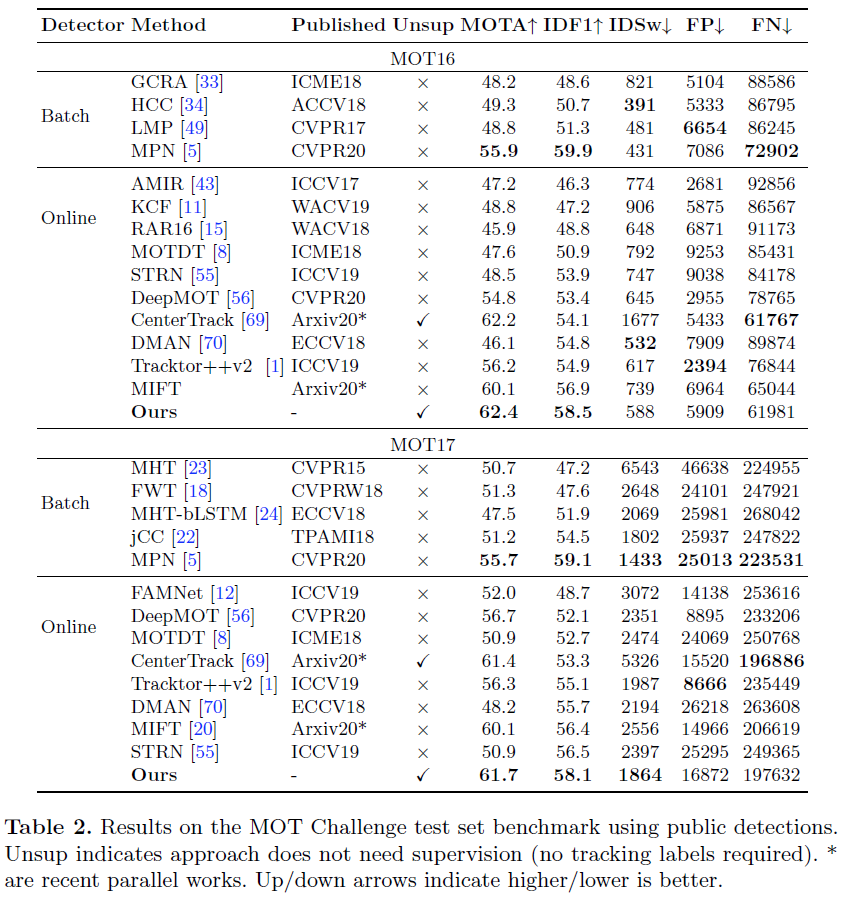 Detector Method Published Unsup MOTA↑ IDF1↑ IDSw↓ FP↓ FN↓
MOT16
Batch
GCRA [33] ICME18 × 48.2 48.6 821 5104 88586
HCC [34] ACCV18 × 49.3 50.7 391 5333 86795
LMP [49] CVPR17 × 48.8 51.3 481 6654 86245
MPN [5] CVPR20 × 55.9 59.9 431 7086 72902
Online
AMIR [43] ICCV17 × 47.2 46.3 774 2681 92856
KCF [11] WACV19 × 48.8 47.2 906 5875 86567
RAR16 [15] WACV18 × 45.9 48.8 648 6871 91173
MOTDT [8] ICME18 × 47.6 50.9 792 9253 85431
STRN [55] ICCV19 × 48.5 53.9 747 9038 84178
DeepMOT [56] CVPR20 × 54.8 53.4 645 2955 78765
CenterTrack [69] Arxiv20* ✓ 62.2 54.1 1677 5433 61767
DMAN [70] ECCV18 × 46.1 54.8 532 7909 89874
Tracktor++v2 [1] ICCV19 × 56.2 54.9 617 2394 76844
MIFT Arxiv20* × 60.1 56.9 739 6964 65044
Ours - ✓ 62.4 58.5 588 5909 61981
MOT17
Batch
MHT [23] CVPR15 × 50.7 47.2 6543 46638 224955
FWT [18] CVPRW18 × 51.3 47.6 2648 24101 247921
MHT-bLSTM [24] ECCV18 × 47.5 51.9 2069 25981 268042
jCC [22] TPAMI18 × 51.2 54.5 1802 25937 247822
MPN [5] CVPR20 × 55.7 59.1 1433 25013 223531
Online
FAMNet [12] ICCV19 × 52.0 48.7 3072 14138 253616
DeepMOT [56] CVPR20 × 56.7 52.1 2351 8895 233206
MOTDT [8] ICME18 × 50.9 52.7 2474 24069 250768
CenterTrack [69] Arxiv20* ✓ 61.4 53.3 5326 15520 196886
Tracktor++v2 [1] ICCV19 × 56.3 55.1 1987 8666 235449
DMAN [70] ECCV18 × 48.2 55.7 2194 26218 263608
MIFT [20] Arxiv20* × 60.1 56.4 2556 14966 206619
STRN [55] ICCV19 × 50.9 56.5 2397 25295 249365
Ours - ✓ 61.7 58.1 1864 16872 197632
Table 2. Results on the MOT Challenge test set benchmark using public detections.
Unsup indicates approach does not need supervision (no tracking labels required). *
are recent parallel works. Up/down arrows indicate higher/lower is better.